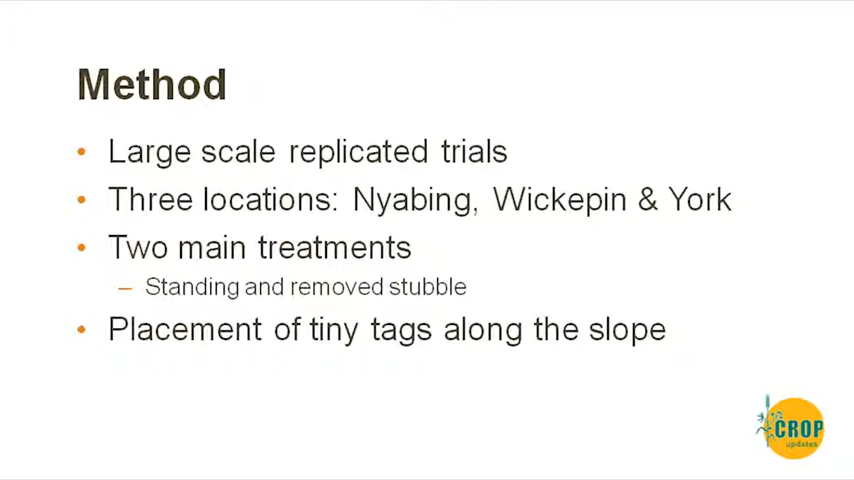 Method
• Large scale replicated trials
• Three locations: Nyabing, Wickepin & York
• Two main treatments
– Standing and removed stubble
• Placement of tiny tags along the slope
CROP
updates